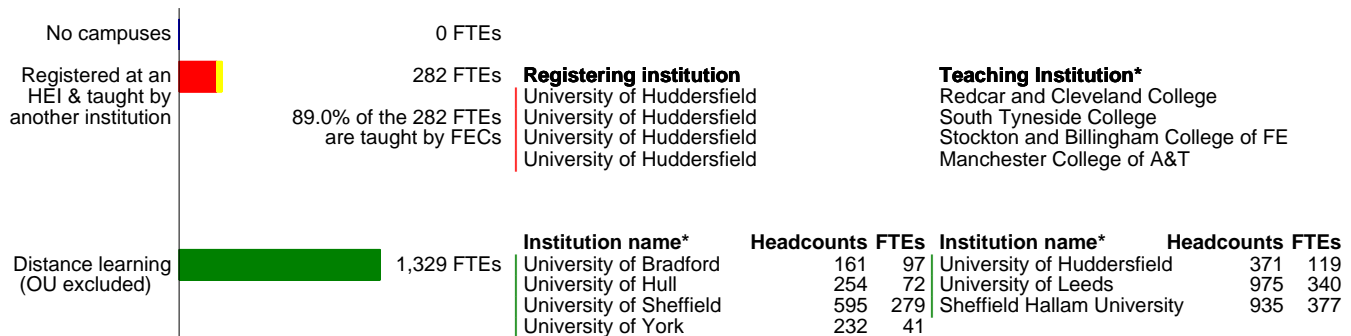 No campuses 0 FTEs
Registered at an HEI & taught by another institution
282 FTEs
89.0% of the 282 FTEs are taught by FECs
Registering institution Teaching Institution*
University of Huddersfield Redcar and Cleveland College
University of Huddersfield South Tyneside College
University of Huddersfield Stockton and Billingham College of FE
University of Huddersfield Manchester College of A&T
Distance learning (OU excluded)
1,329 FTEs
Institution name* Headcounts FTEs Institution name* Headcounts FTEs
University of Bradford 161 97 University of Huddersfield 371 119
University of Hull 254 72 University of Leeds 975 340
University of Sheffield 595 279 Sheffield Hallam University 935 377
University of York 232 41